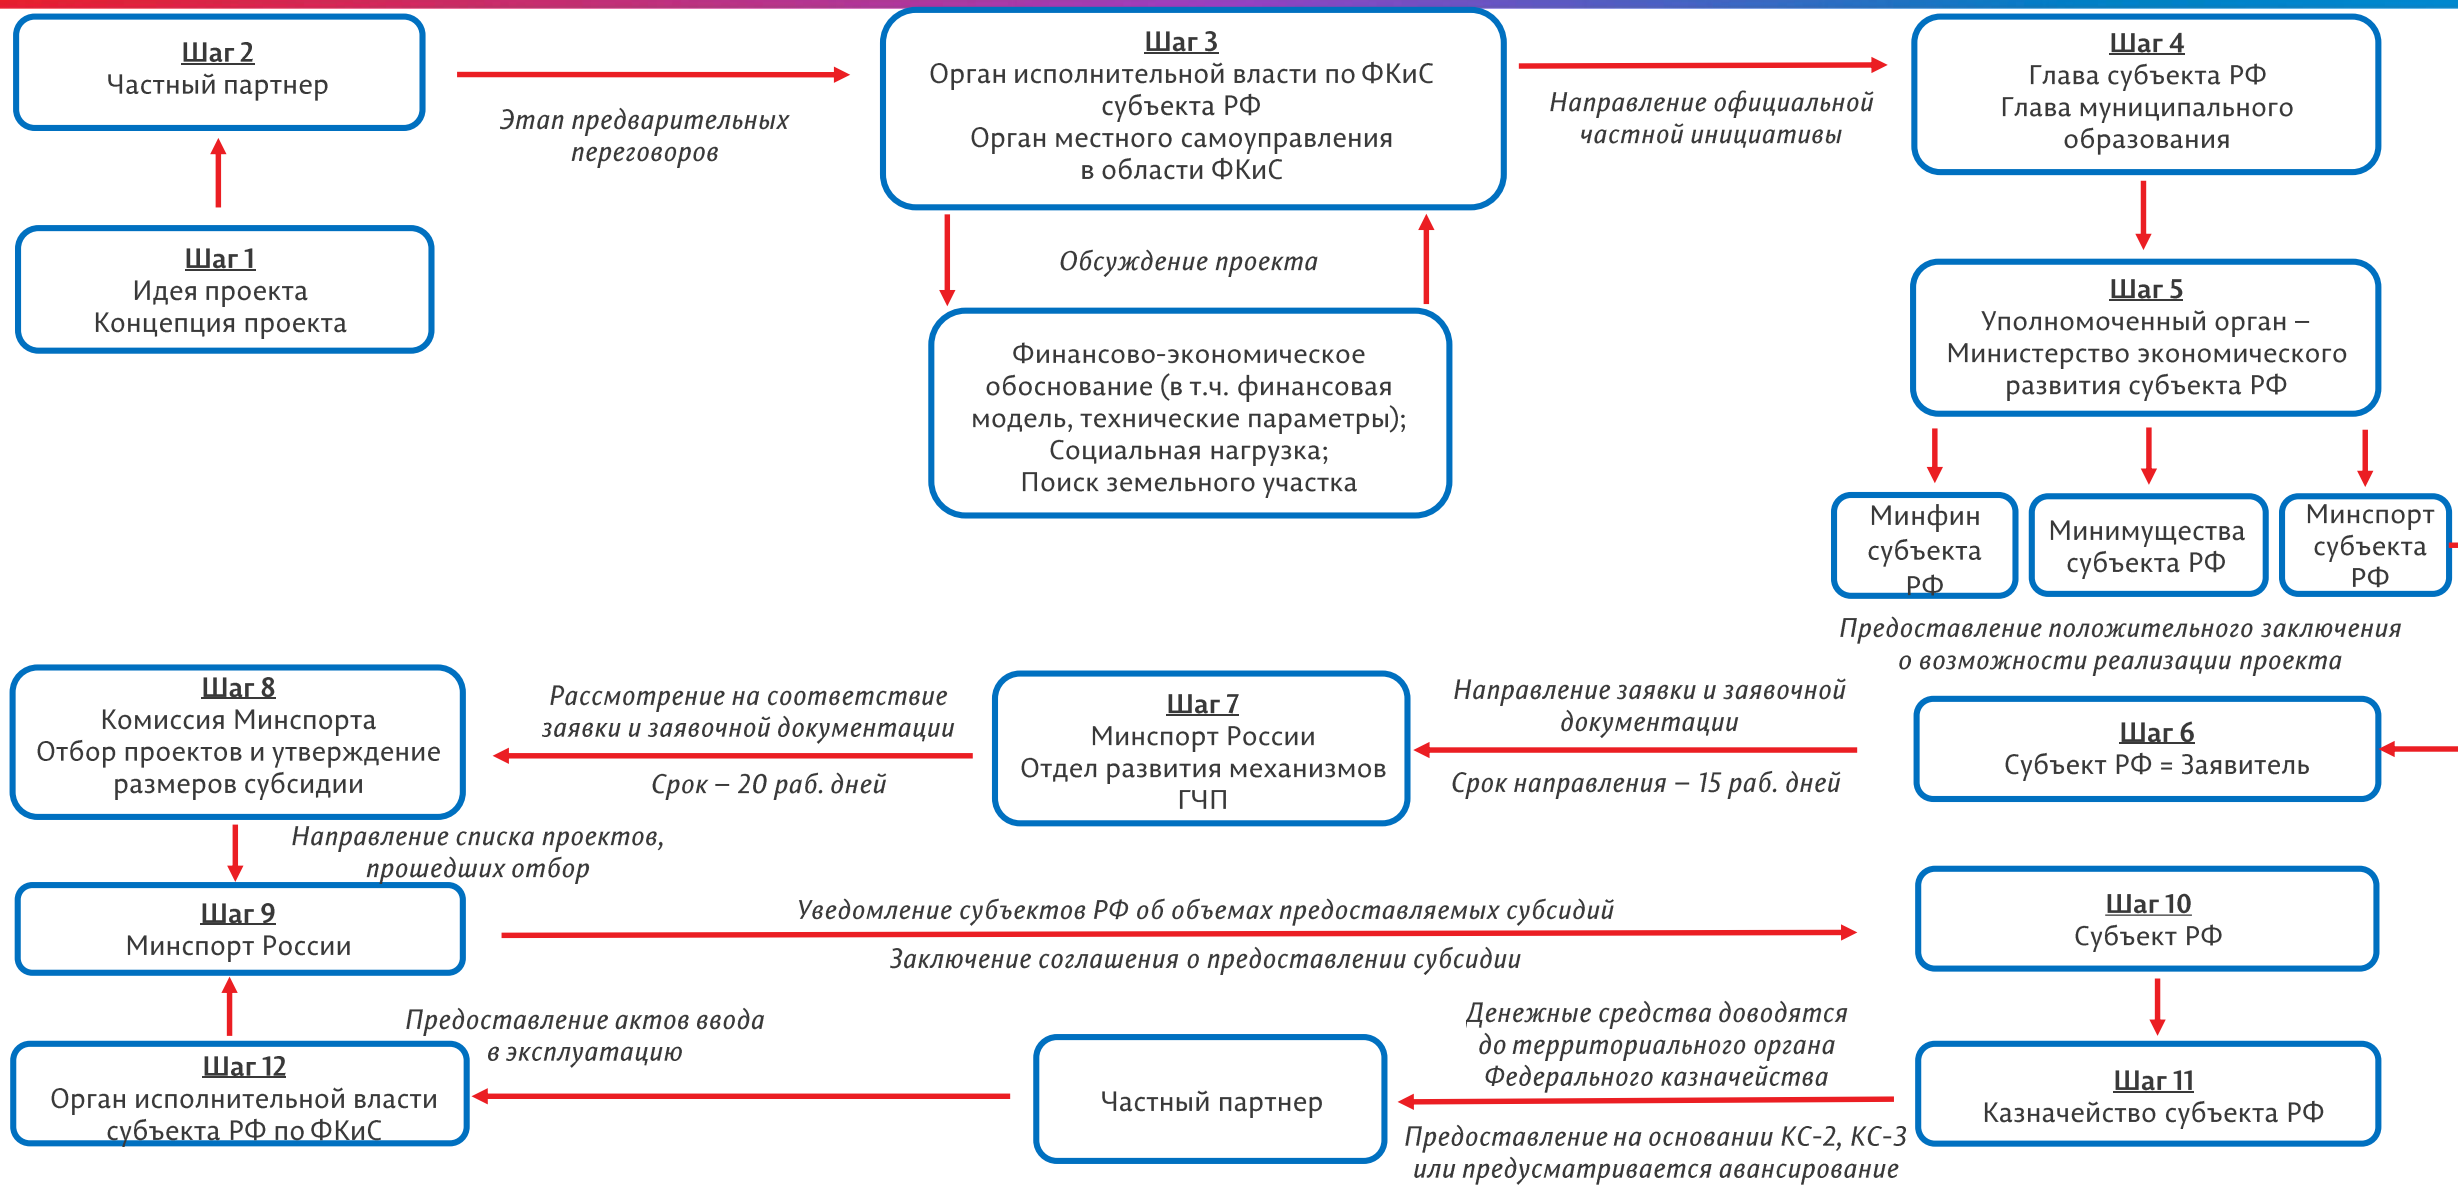 Шаг 2
Частный партнер
Этап предварительных
переговоров
Шаг 3
Орган исполнительной власти по ФКиС
субъекта РФ
Орган местного самоуправления
в области ФКиС
Направление официальной
частной инициативы
Шаг 4
Глава субъекта РФ
Глава муниципального
образования
Шаг 1
Идея проекта
Концепция проекта
Обсуждение проекта
Финансово-экономическое
обоснование (в т.ч. финансовая
модель, технические параметры);
Социальная нагрузка;
Поиск земельного участка
Шаг 5
Уполномоченный орган –
Министерство экономического
развития субъекта РФ
Минфин
субъекта
РФ
Минимущества
субъекта РФ
Минспорт
субъекта
РФ
Предоставление положительного заключения
о возможности реализации проекта
Шаг 8
Комиссия Минспорта
Отбор проектов и утверждение
размеров субсидии
Рассмотрение на соответствие
заявки и заявочной документации
Срок – 20 раб. дней
Шаг 7
Минспорт России
Отдел развития механизмов
ГЧП
Направление заявки и заявочной
документации
Срок направления – 15 раб. дней
Шаг 6
Субъект РФ = Заявитель
Направление списка проектов,
прошедших отбор
Шаг 9
Минспорт России
Уведомление субъектов РФ об объемах предоставляемых субсидий
Заключение соглашения о предоставлении субсидии
Шаг 10
Субъект РФ
Предоставление актов ввода
в эксплуатацию
Шаг 12
Орган исполнительной власти
субъекта РФ по ФКиС
Частный партнер
Денежные средства доводятся
до территориального органа
Федерального казначейства
Предоставление на основании КС-2, КС-3
или предусматривается авансирование
Шаг 11
Казначейство субъекта РФ